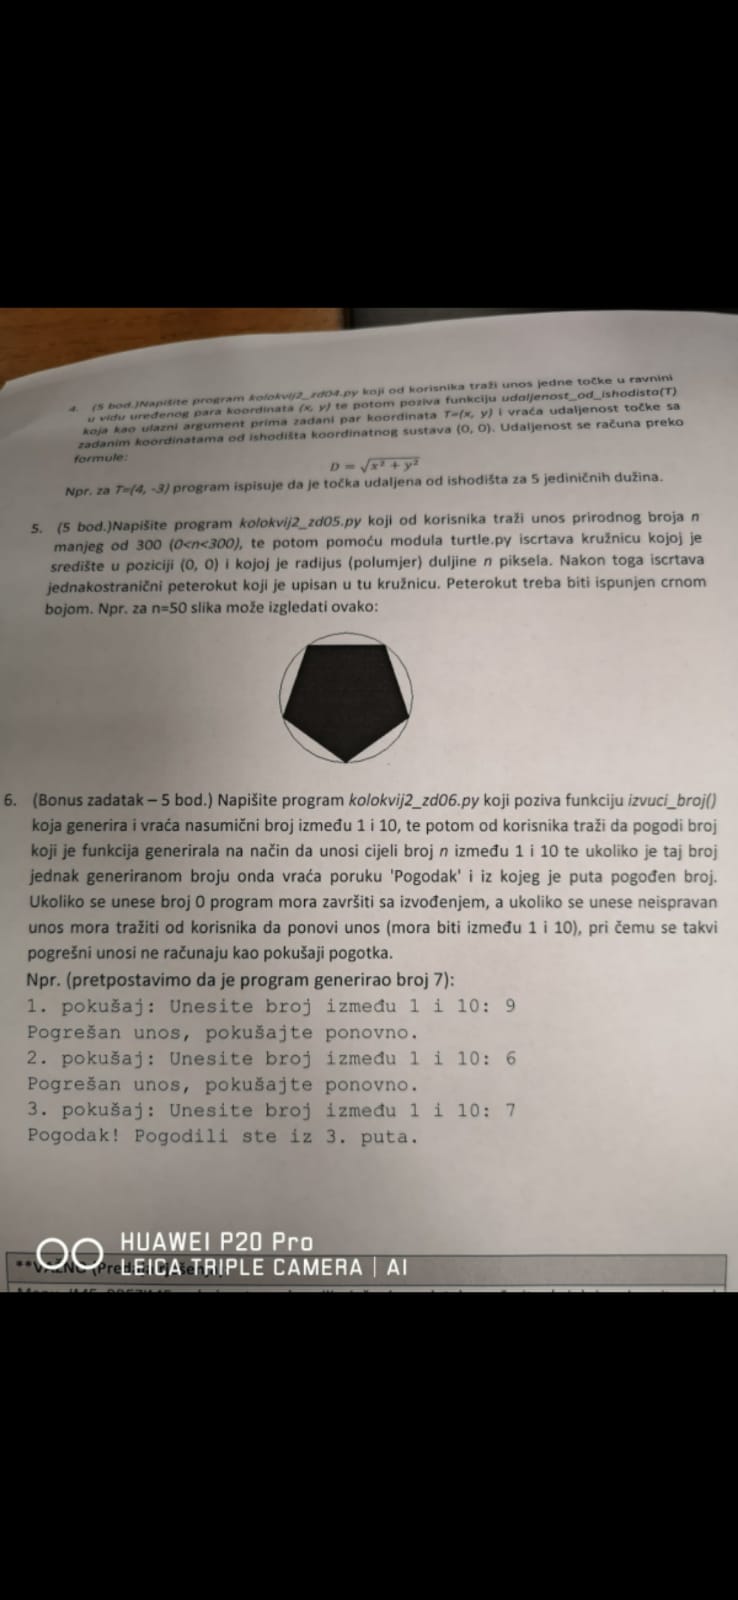 4. (5 bod.)Napišite program kolokvij2_zd04.py koji od korisnika traži unos jedne točke u ravnini
u vidu uređenog para koordinata (x, y) te potom poziva funkciju udaljenost_od_ishodista(T)
koja kao ulazni argument prima zadani par koordinata T=(x, y) i vraća udaljenost točke sa
zadanim koordinatama od ishodišta koordinatnog sustava (0, 0). Udaljenost se računa preko
formule:
D = √x² + y²
Npr. za T=(4, -3) program ispisuje da je točka udaljena od ishodišta za 5 jediničnih dužina.
5. (5 bod.)Napišite program kolokvij2_zd05.py koji od korisnika traži unos prirodnog broja n
manjeg od 300 (0<n<300), te potom pomoću modula turtle.py iscrtava kružnicu kojoj je
središte u poziciji (0, 0) i kojoj je radijus (polumjer) duljine n piksela. Nakon toga iscrtava
jednakostranični peterokut koji je upisan u tu kružnicu. Peterokut treba biti ispunjen crnom
bojom. Npr. za n=50 slika može izgledati ovako:
6. (Bonus zadatak – 5 bod.) Napišite program kolokvij2_zd06.py koji poziva funkciju izvuci_broj()
koja generira i vraća nasumični broj između 1 i 10, te potom od korisnika traži da pogodi broj
koji je funkcija generirala na način da unosi cijeli broj n između 1 i 10 te ukoliko je taj broj
jednak generiranom broju onda vraća poruku 'Pogodak' i iz kojeg je puta pogođen broj.
Ukoliko se unese broj 0 program mora završiti sa izvođenjem, a ukoliko se unese neispravan
unos mora tražiti od korisnika da ponovi unos (mora biti između 1 i 10), pri čemu se takvi
pogrešni unosi ne računaju kao pokušaji pogotka.
Npr. (pretpostavimo da je program generirao broj 7):
1. pokušaj: Unesite broj između 1 i 10: 9
Pogrešan unos, pokušajte ponovno.
2. pokušaj: Unesite broj između 1 i 10: 6
Pogrešan unos, pokušajte ponovno.
3. pokušaj: Unesite broj između 1 i 10: 7
Pogodak! Pogodili ste iz 3. puta.
HUAWEI P20 Pro
LEICA TRIPLE CAMERA | AI